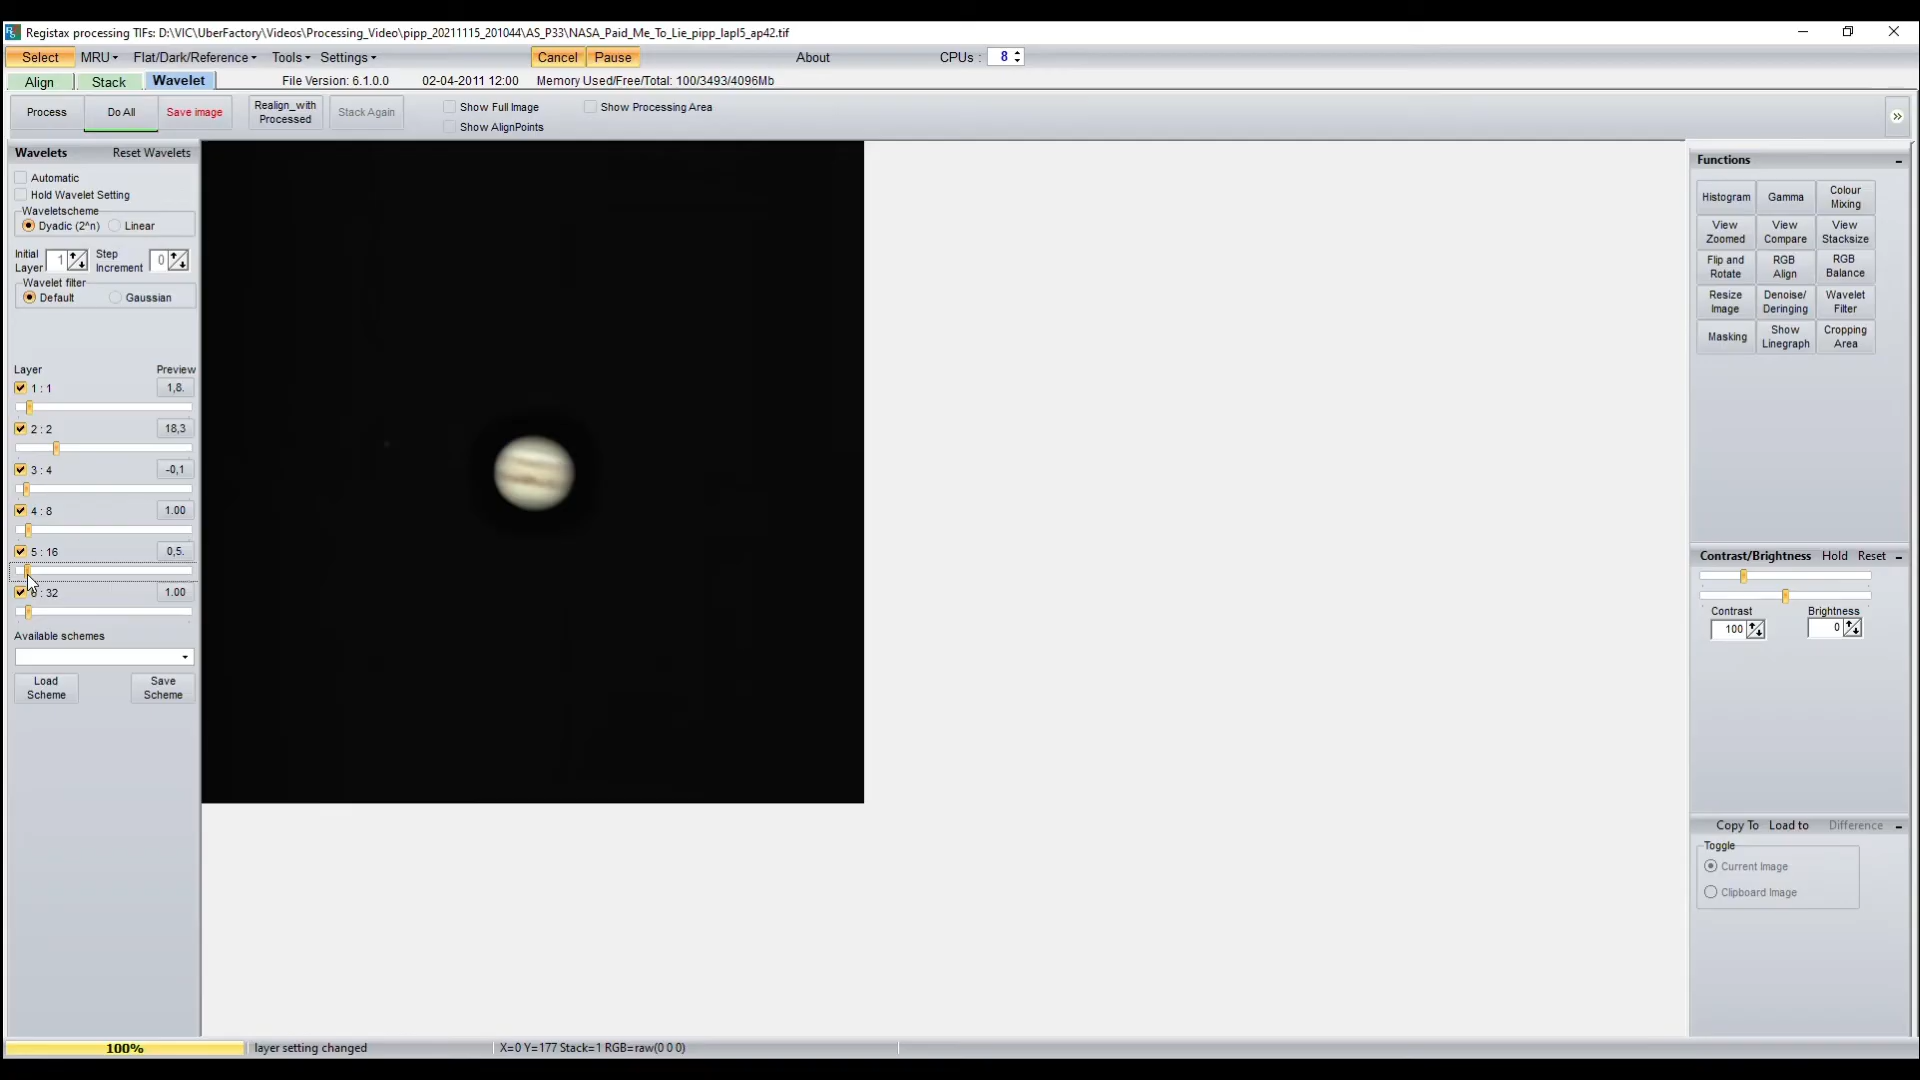 Registax processing TIFs: D:\VIC\UberFactory\Videos\Processing_Video\pipp_20211115_201044\AS_P33\NASA_Paid_Me_To_Lie_pipp_lapl5_ap42.tif
Select MRU Flat/Dark/Reference Tools Settings Cancel Pause About CPUs : 8
Align Stack Wavelet File Version: 6.1.0.0 02-04-2011 12:00 Memory Used/Free/Total: 100/3493/4096Mb
Process Do All Save image Realign_with Processed Stack Again
Show Full Image Show Processing Area
Show AlignPoints
»
Wavelets Reset Wavelets
Automatic
Hold Wavelet Setting
Waveletscheme
Dyadic (2^n) Linear
Initial Layer 1 Step Increment 0
Wavelet filter
Default Gaussian
Layer Preview
1 : 1 1,8.
2 : 2 18,3
3 : 4 -0,1
4 : 8 1.00
5 : 16 0,5.
6 : 32 1.00
Available schemes
Load Scheme Save Scheme
Functions
Histogram Gamma Colour Mixing
View Zoomed View Compare View Stacksize
Flip and Rotate RGB Align RGB Balance
Resize Image Denoise/ Deringing Wavelet Filter
Masking Show Linegraph Cropping Area
Contrast/Brightness Hold Reset
Contrast Brightness
100 0
Copy To Load to Difference
Toggle
Current Image
Clipboard Image
100% layer setting changed X=0 Y=177 Stack=1 RGB=raw(0 0 0)